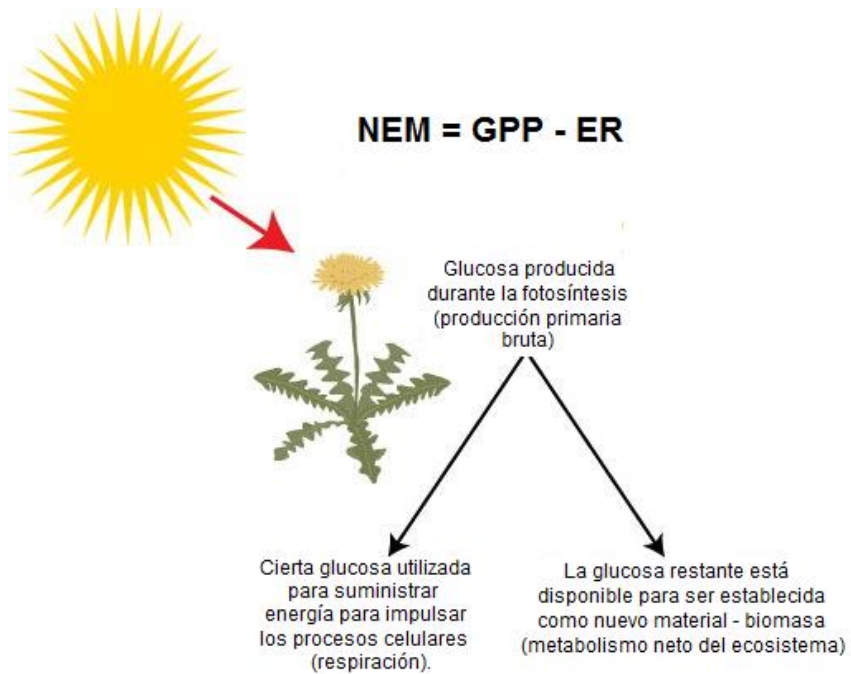 NEM = GPP - ER
Glucosa producida
durante la fotosíntesis
(producción primaria
bruta)
Cierta glucosa utilizada
para suministrar
energía para impulsar
los procesos celulares
(respiración).
La glucosa restante está
disponible para ser establecida
como nuevo material - biomasa
(metabolismo neto del ecosistema)